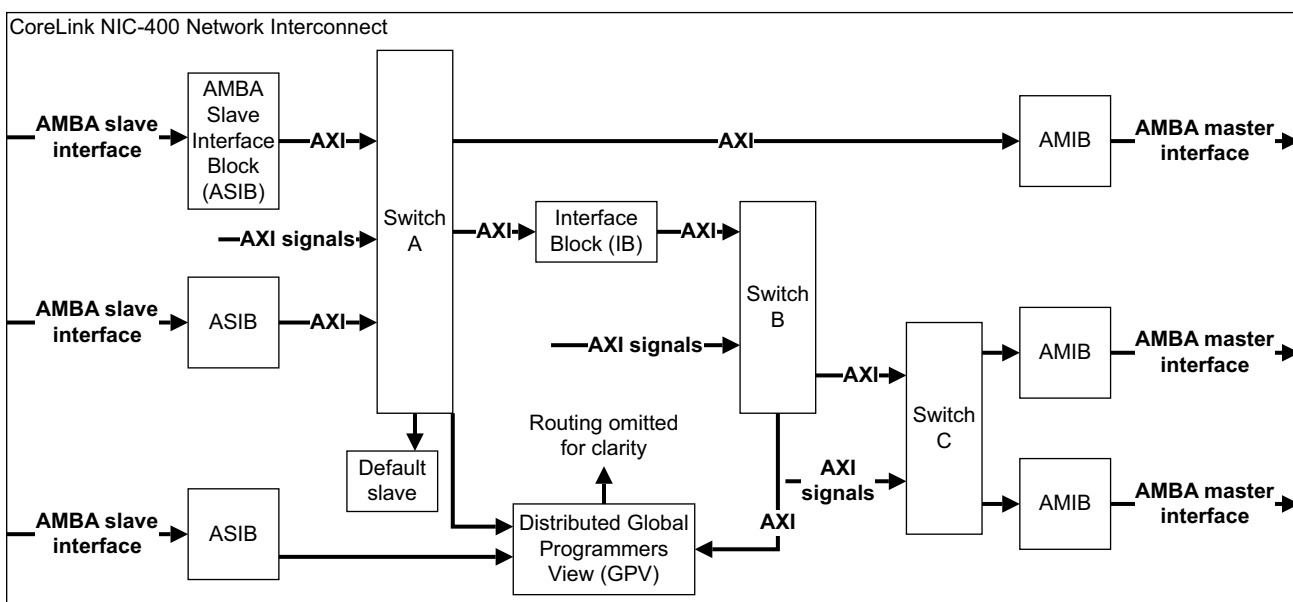 CoreLink NIC-400 Network Interconnect
AMBA slave
interface
AMBA
Slave
Interface
Block
(ASIB)
AXI
Switch
A
AXI
AMIB
AMBA master
interface
AXI signals
AXI
Interface
Block (IB)
AXI
Switch
B
AMBA slave
interface
ASIB
AXI
AXI signals
AXI
Switch
C
AMIB
AMBA master
interface
Default
slave
Routing omitted
for clarity
AXI
signals
AMIB
AMBA master
interface
AMBA slave
interface
ASIB
Distributed Global
Programmers
View (GPV)
AXI